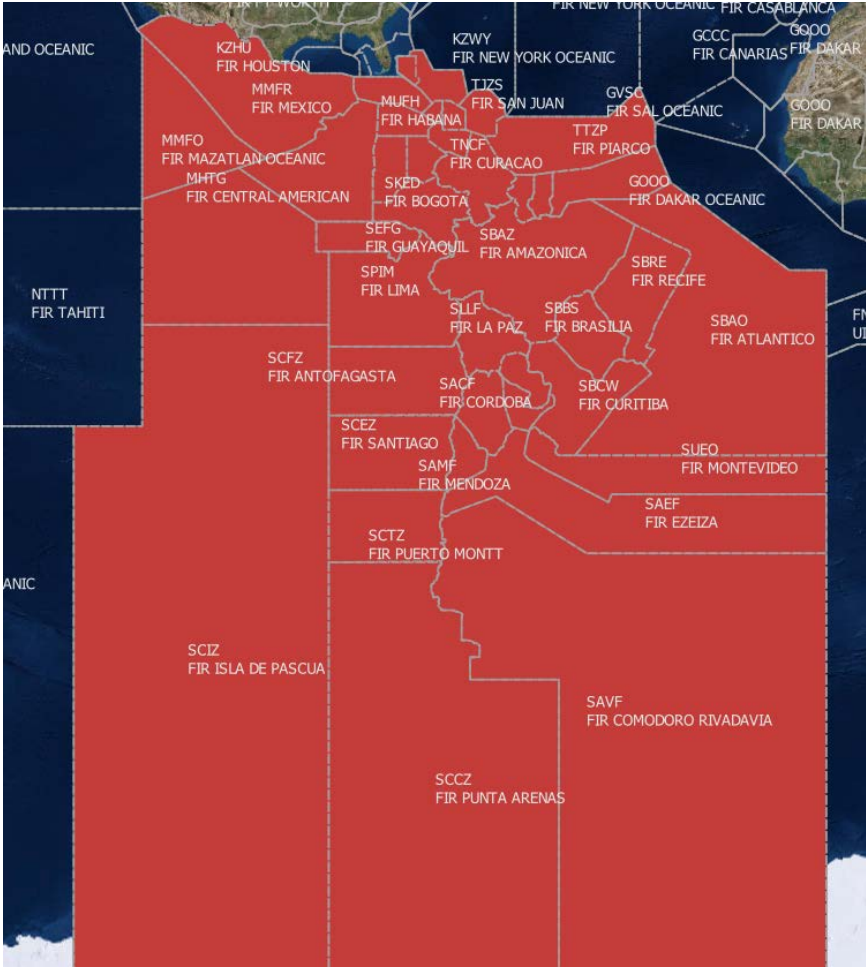 FIR NEW YORK OCEANIC
FIR CASABLANCA
AND OCEANIC
KZHU
FIR HOUSTON
KZWY
FIR NEW YORK OCEANIC
GCCC
FIR CANARIAS
GOOO
FIR DAKAR
MMFR
FIR MEXICO
MUFH
FIR HABANA
TJZS
FIR SAN JUAN
GVSC
FIR SAL OCEANIC
GOOO
FIR DAKAR
TTZP
FIR PIARCO
MMFO
FIR MAZATLAN OCEANIC
TNCF
FIR CURACAO
MHTG
FIR CENTRAL AMERICAN
SKED
FIR BOGOTA
GOOO
FIR DAKAR OCEANIC
SEFG
FIR GUAYAQUIL
SBAZ
FIR AMAZONICA
SBRE
FIR RECIFE
SPIM
FIR LIMA
NTTT
FIR TAHITI
SLLF
FIR LA PAZ
SBBS
FIR BRASILIA
SBAO
FIR ATLANTICO
SCFZ
FIR ANTOFAGASTA
SACF
FIR CORDOBA
SBCW
FIR CURITIBA
SCEZ
FIR SANTIAGO
SUEO
FIR MONTEVIDEO
SAMF
FIR MENDOZA
SAEF
FIR EZEIZA
SCTZ
FIR PUERTO MONTT
ANIC
SCIZ
FIR ISLA DE PASCUA
SAVF
FIR COMODORO RIVADAVIA
SCCZ
FIR PUNTA ARENAS